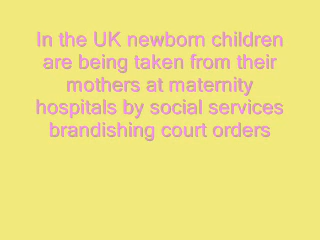 In the UK newborn children
are being taken from their
mothers at maternity
hospitals by social services
brandishing court orders